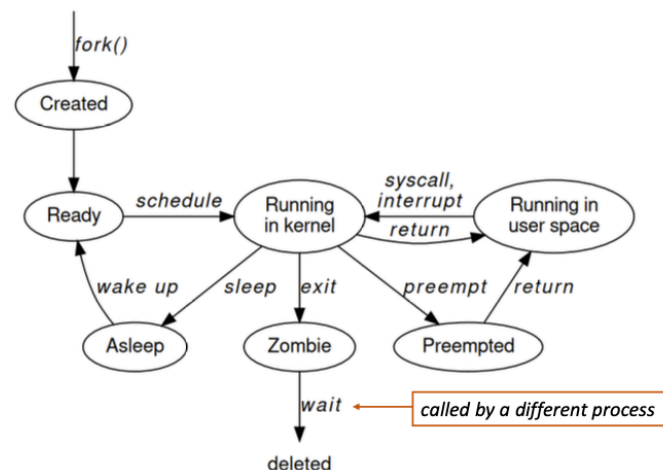 fork()
Created
Ready
schedule
Running
in kernel
syscall,
interrupt
return
Running in
user space
wake up
sleep
exit
preempt
return
Asleep
Zombie
Preempted
wait
called by a different process
deleted